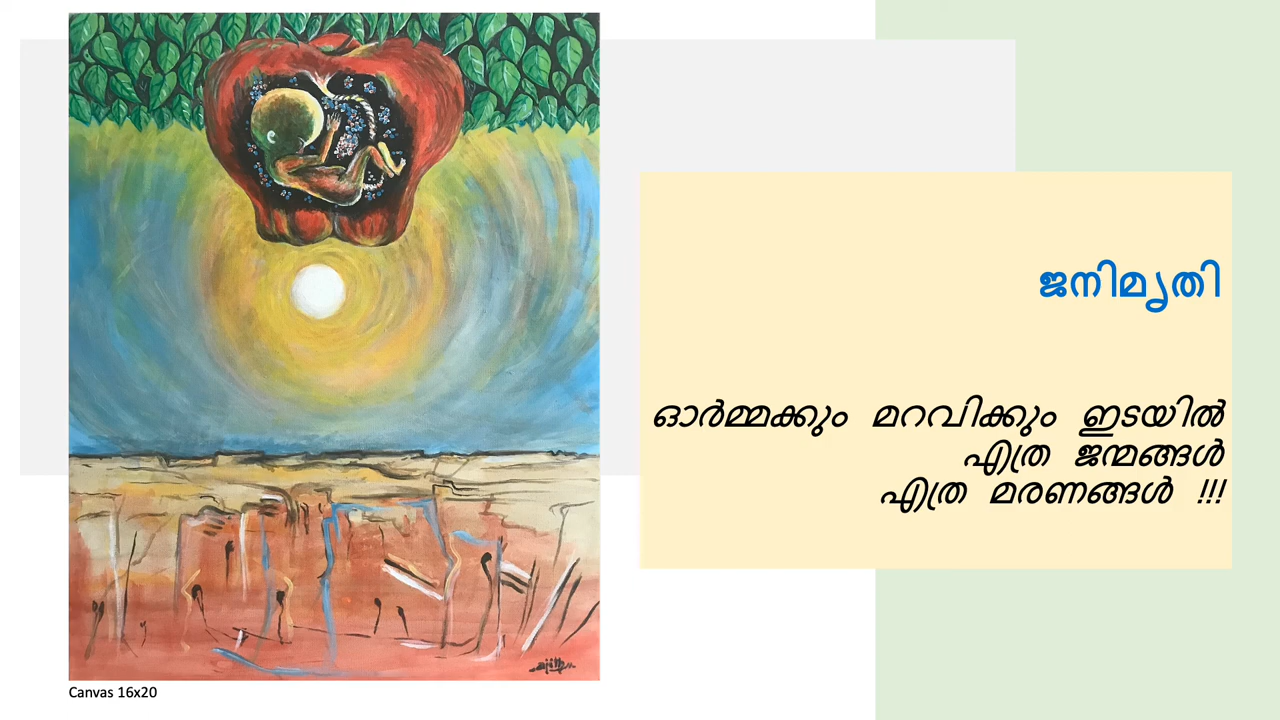 ജനിമൃതി
ഓർമ്മക്കും മറവിക്കും ഇടയിൽ
എത്ര ജന്മങ്ങൾ
എത്ര മരണങ്ങൾ !!!
Canvas 16x20